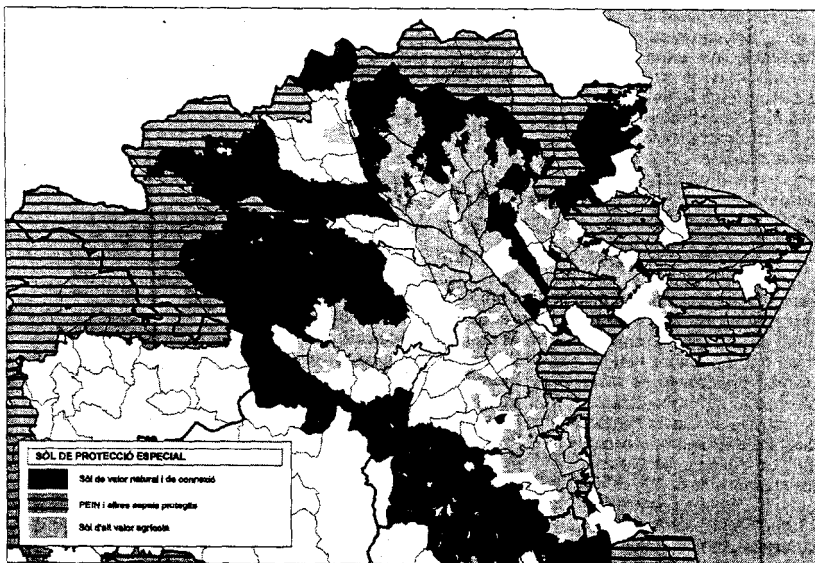 SÒL DE PROTECCIÓ ESPECIAL
Sòl de valor natural i de connexió
PEIN i altres espais protegits
Sòl d'alt valor agrícola